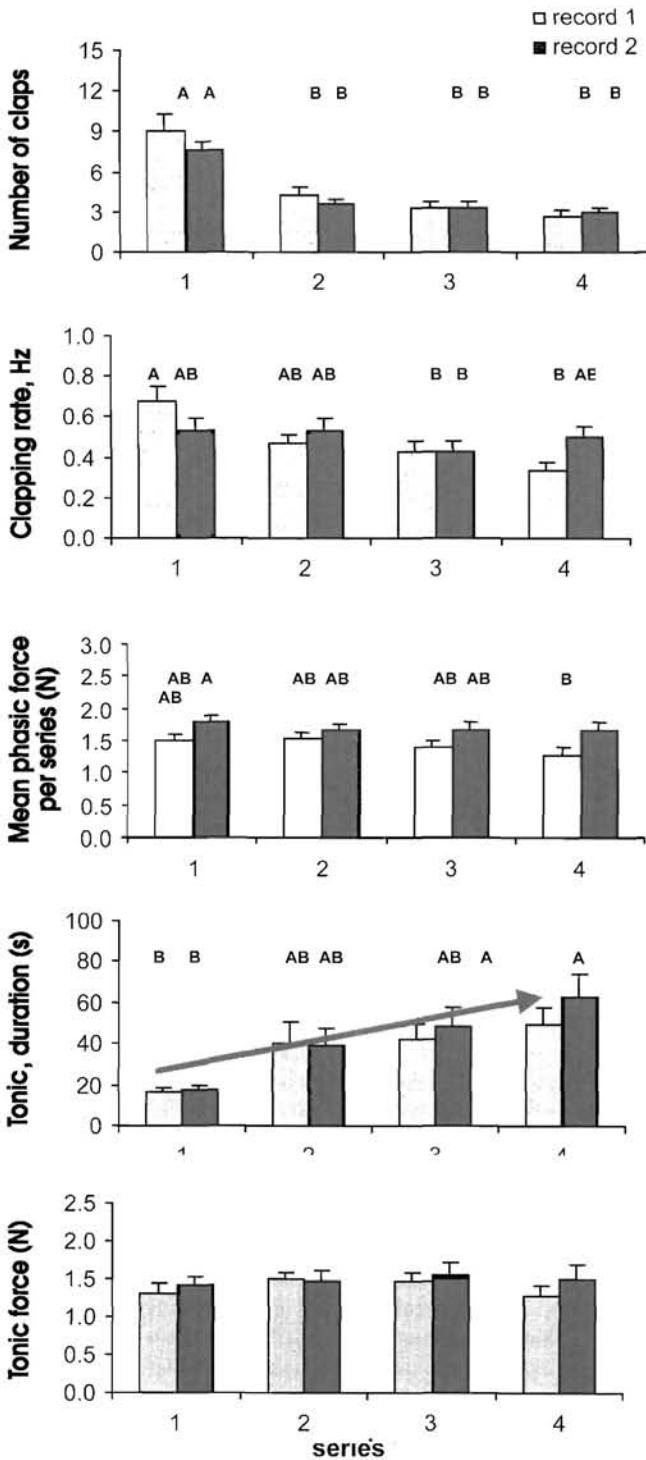 record 1
record 2
Number of claps
15
12
9
6
3
0
A A B B B B B B
1 2 3 4
Clapping rate, Hz
1.0
0.8
0.6
0.4
0.2
0.0
A AB AB AB B B B AE
1 2 3 4
Mean phasic force
per series (N)
3.0
2.5
2.0
1.5
1.0
0.5
0.0
AB A AB AB AB AB B
AB
1 2 3 4
Tonic, duration (s)
100
80
60
40
20
0
B B AB AB AB A A
Tonic force (N)
2.5
2.0
1.5
1.0
0.5
0.0
1 2 3 4
series